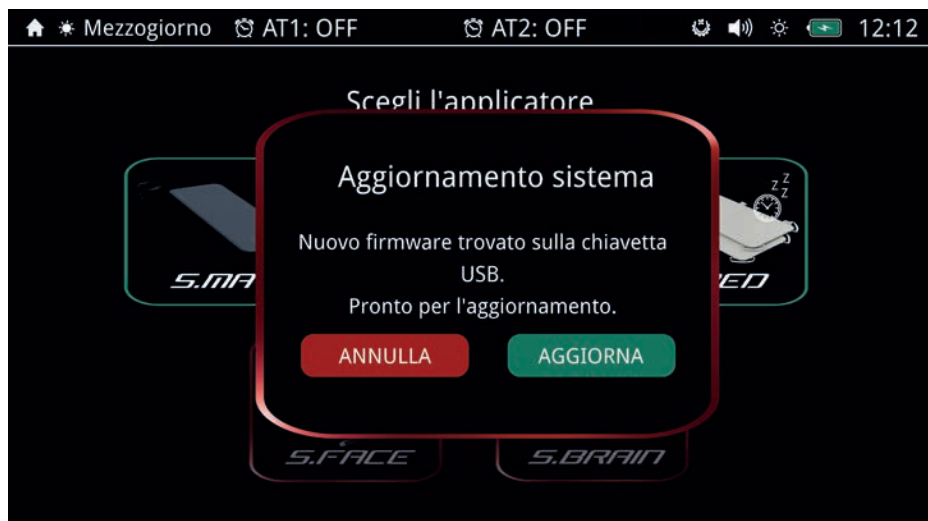 Mezzogiorno AT1: OFF AT2: OFF 12:12
Scegli l'applicatore
Aggiornamento sistema
Nuovo firmware trovato sulla chiavetta
USB.
Pronto per l'aggiornamento.
ANNULLA AGGIORNA
S.FACE S.BRAIN